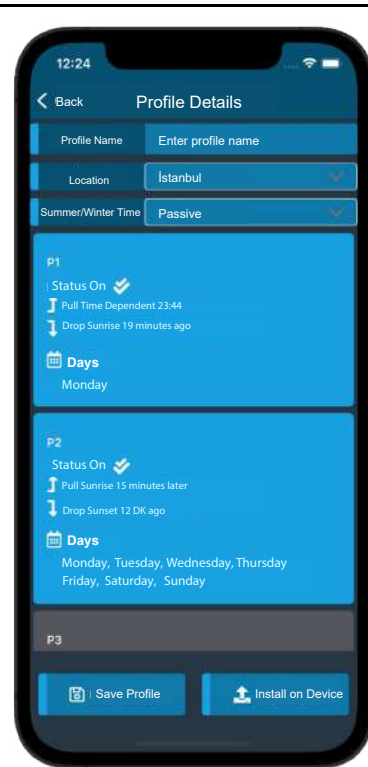 12:24
Back
Profile Details
Profile Name
Enter profile name
Location
İstanbul
Summer/Winter Time
Passive
P1
Status On
Pull Time Dependent 23:44
Drop Sunrise 19 minutes ago
Days
Monday
P2
Status On
Pull Sunrise 15 minutes later
Drop Sunset 12 DK ago
Days
Monday, Tuesday, Wednesday, Thursday
Friday, Saturday, Sunday
P3
Save Profile
Install on Device